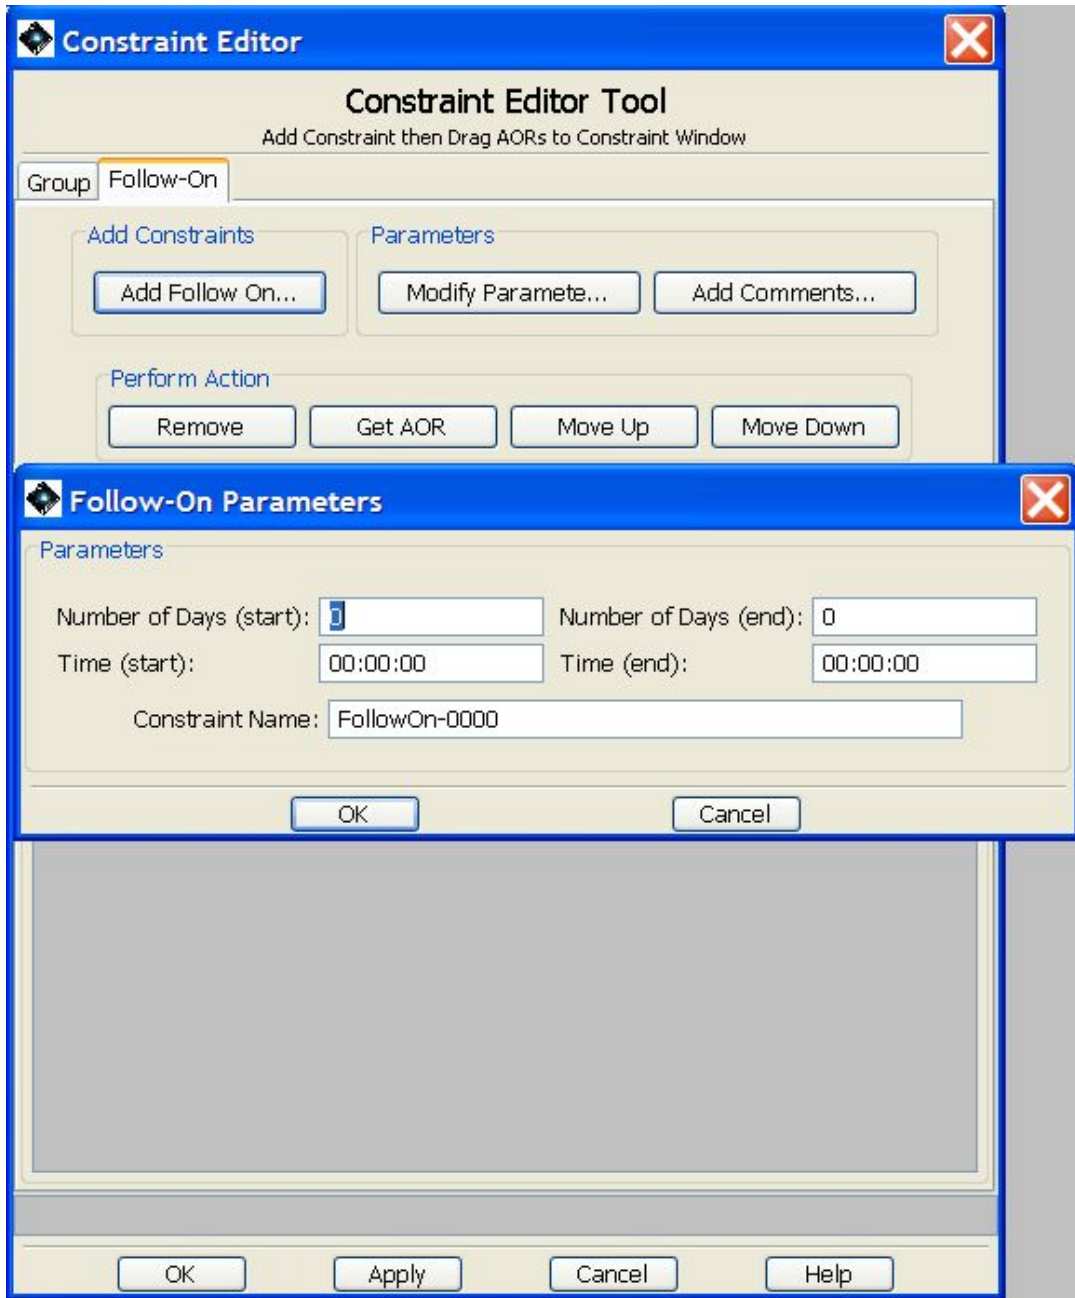 Constraint Editor
Constraint Editor Tool
Add Constraint then Drag AORs to Constraint Window
Group Follow-On
Add Constraints Parameters
Add Follow On... Modify Paramete... Add Comments...
Perform Action
Remove Get AOR Move Up Move Down
Follow-On Parameters
Parameters
Number of Days (start): 0 Number of Days (end): 0
Time (start): 00:00:00 Time (end): 00:00:00
Constraint Name: FollowOn-0000
OK Cancel
OK Apply Cancel Help